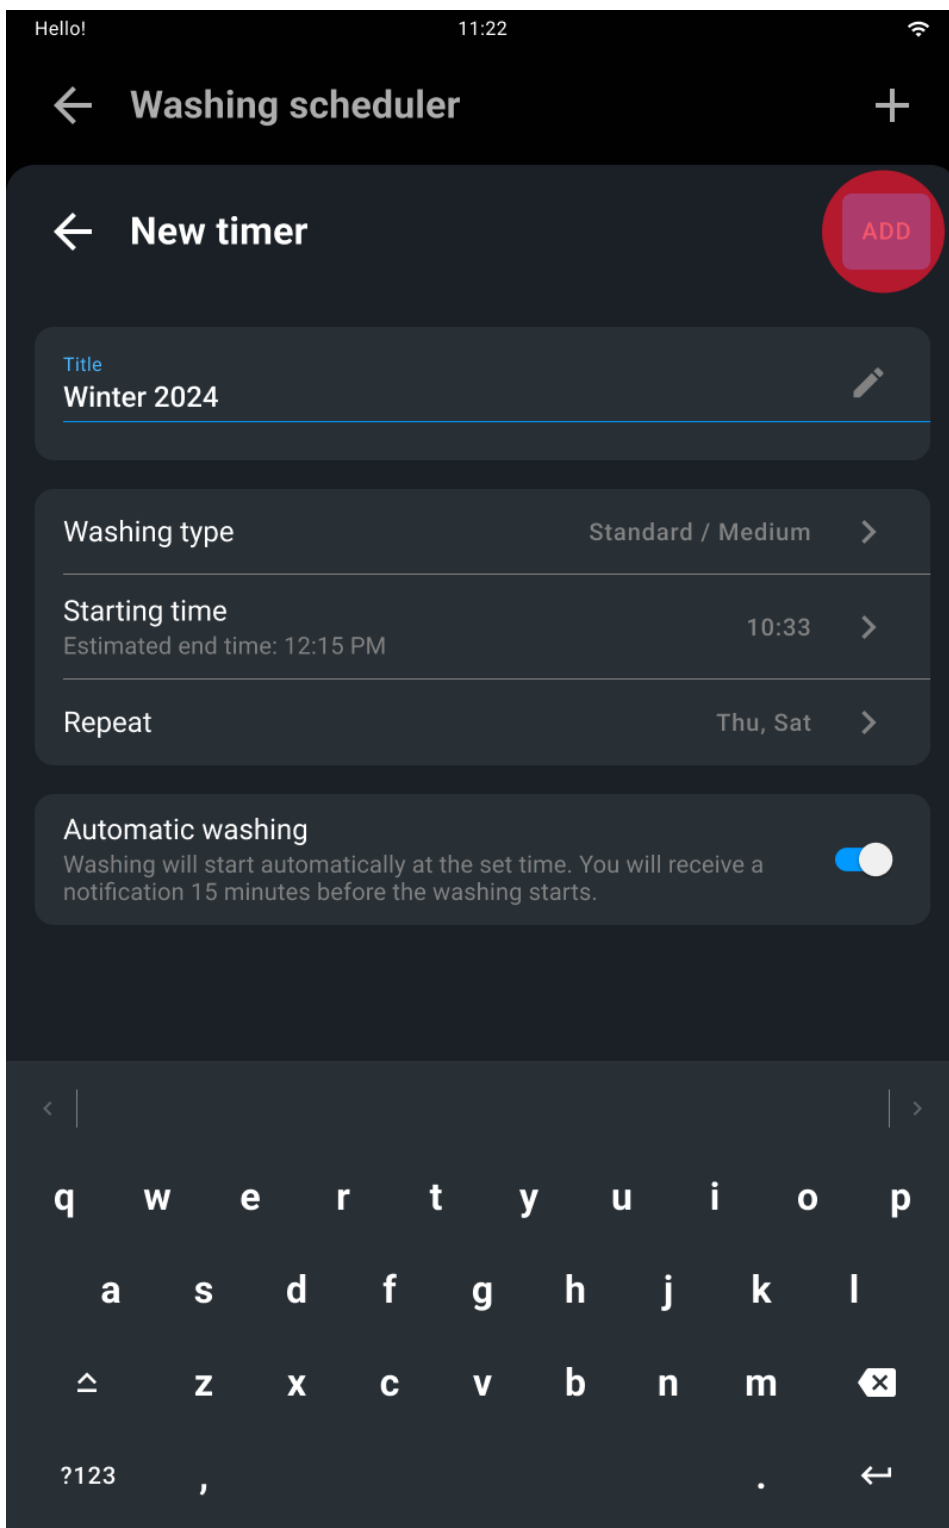 Hello! 11:22
Washing scheduler
New timer ADD
Title
Winter 2024
Washing type Standard / Medium
Starting time 10:33
Estimated end time: 12:15 PM
Repeat Thu, Sat
Automatic washing
Washing will start automatically at the set time. You will receive a
notification 15 minutes before the washing starts.
q w e r t y u i o p
a s d f g h j k l
z x c v b n m
?123 , .